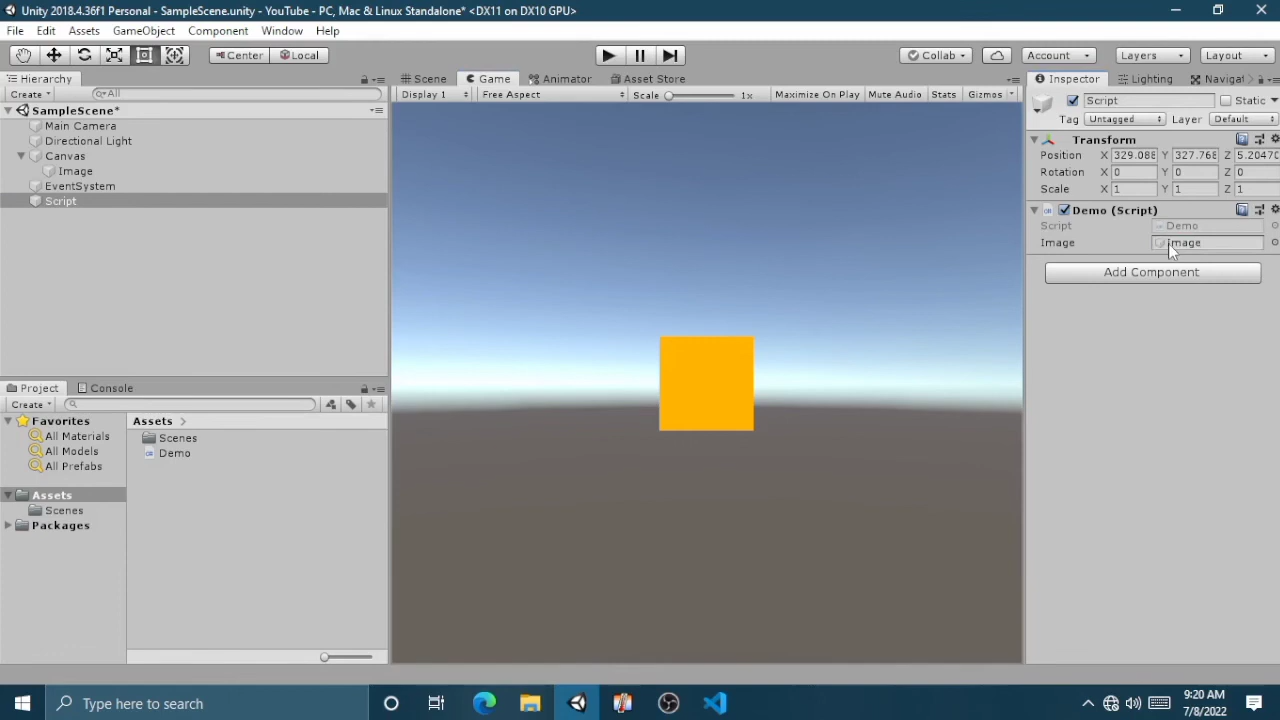 Unity 2018.4.36f1 Personal - SampleScene.unity - YouTube - PC, Mac & Linux Standalone* <DX11 on DX10 GPU>
File Edit Assets GameObject Component Window Help
Center Local Collab Account Layers Layout
Hierarchy
Create All
SampleScene*
Main Camera
Directional Light
Canvas
Image
EventSystem
Script
Scene Game Animator Asset Store
Display 1 Free Aspect Scale 1x Maximize On Play Mute Audio Stats Gizmos
Inspector Lighting Navigat
Script Static
Tag Untagged Layer Default
Transform
Position X 329.088 Y 327.768 Z 5.2047
Rotation X 0 Y 0 Z 0
Scale X 1 Y 1 Z 1
Demo (Script)
Script Demo
Image Image
Add Component
Project Console
Create
Favorites
All Materials
All Models
All Prefabs
Assets
Scenes
Packages
Assets
Scenes
Demo
Type here to search
9:20 AM
7/8/2022